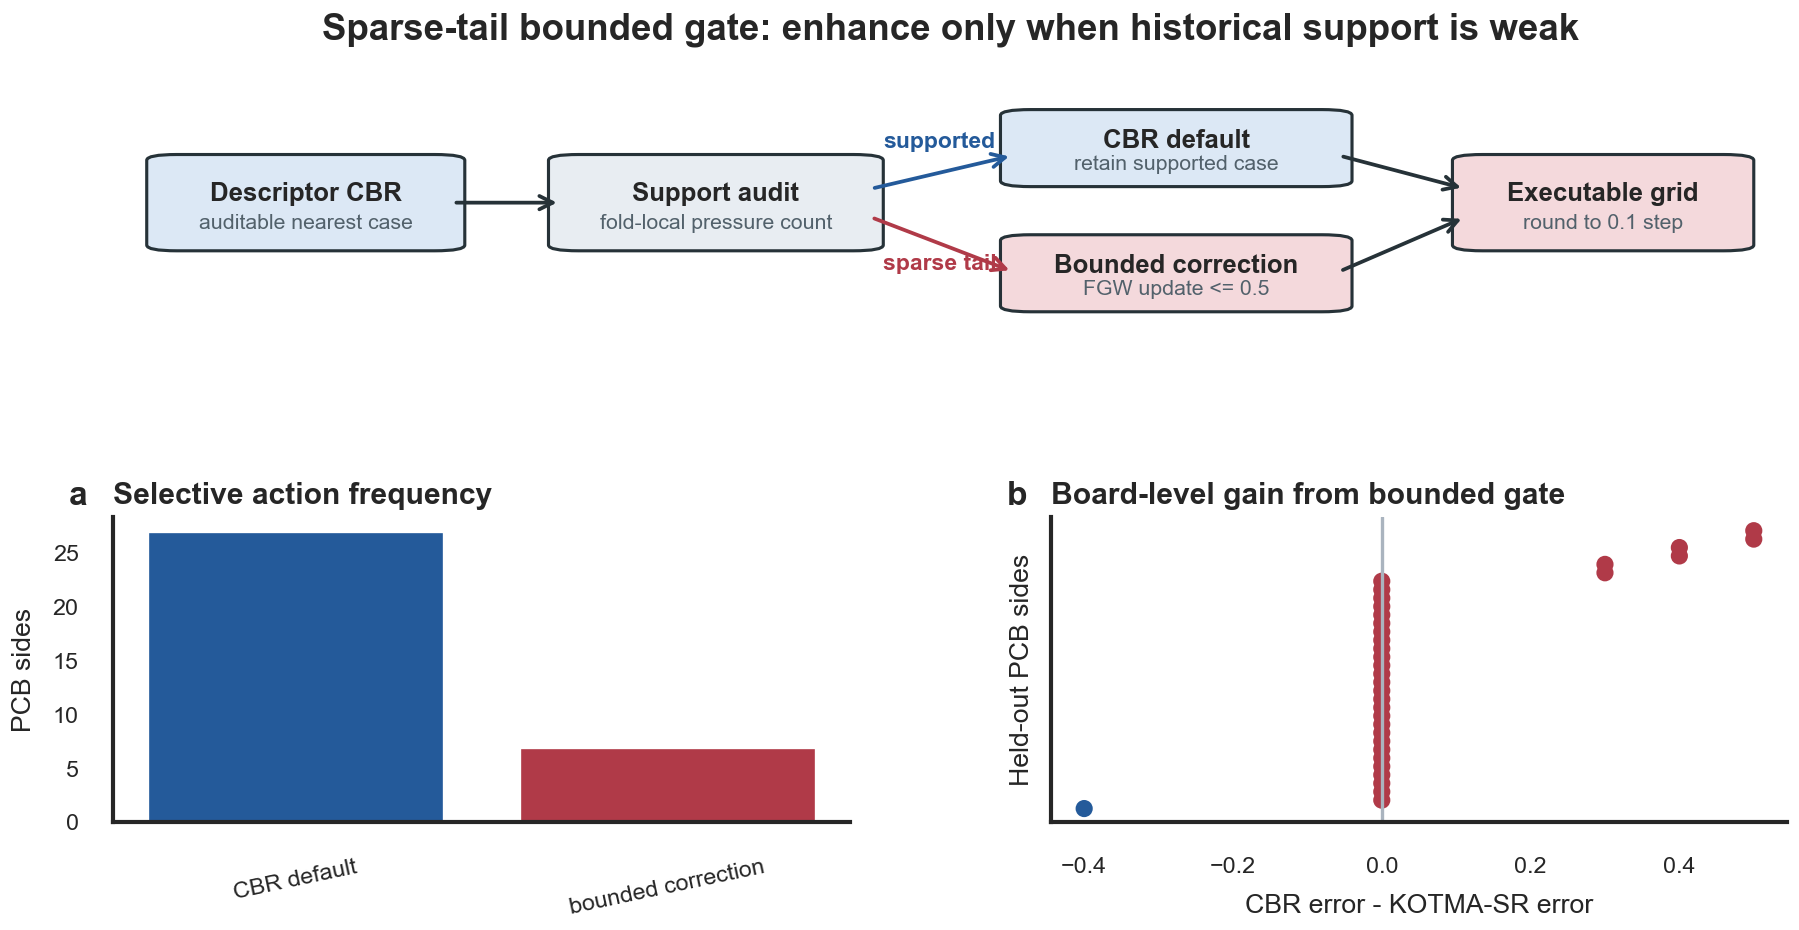 Sparse-tail bounded gate: enhance only when historical support is weak
Descriptor CBR
auditable nearest case
Support audit
fold-local pressure count
supported
sparse tail
CBR default
retain supported case
Bounded correction
FGW update <= 0.5
Executable grid
round to 0.1 step
a Selective action frequency
PCB sides
25
20
15
10
5
0
CBR default
bounded correction
b Board-level gain from bounded gate
Held-out PCB sides
−0.4 −0.2 0.0 0.2 0.4
CBR error - KOTMA-SR error